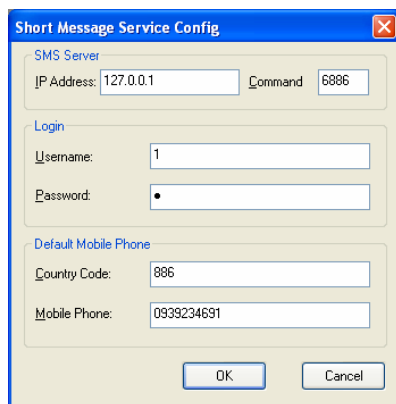 Short Message Service Config
SMS Server
IP Address: 127.0.0.1 Command 6886
Login
Username: 1
Password: ●
Default Mobile Phone
Country Code: 886
Mobile Phone: 0939234691
OK Cancel